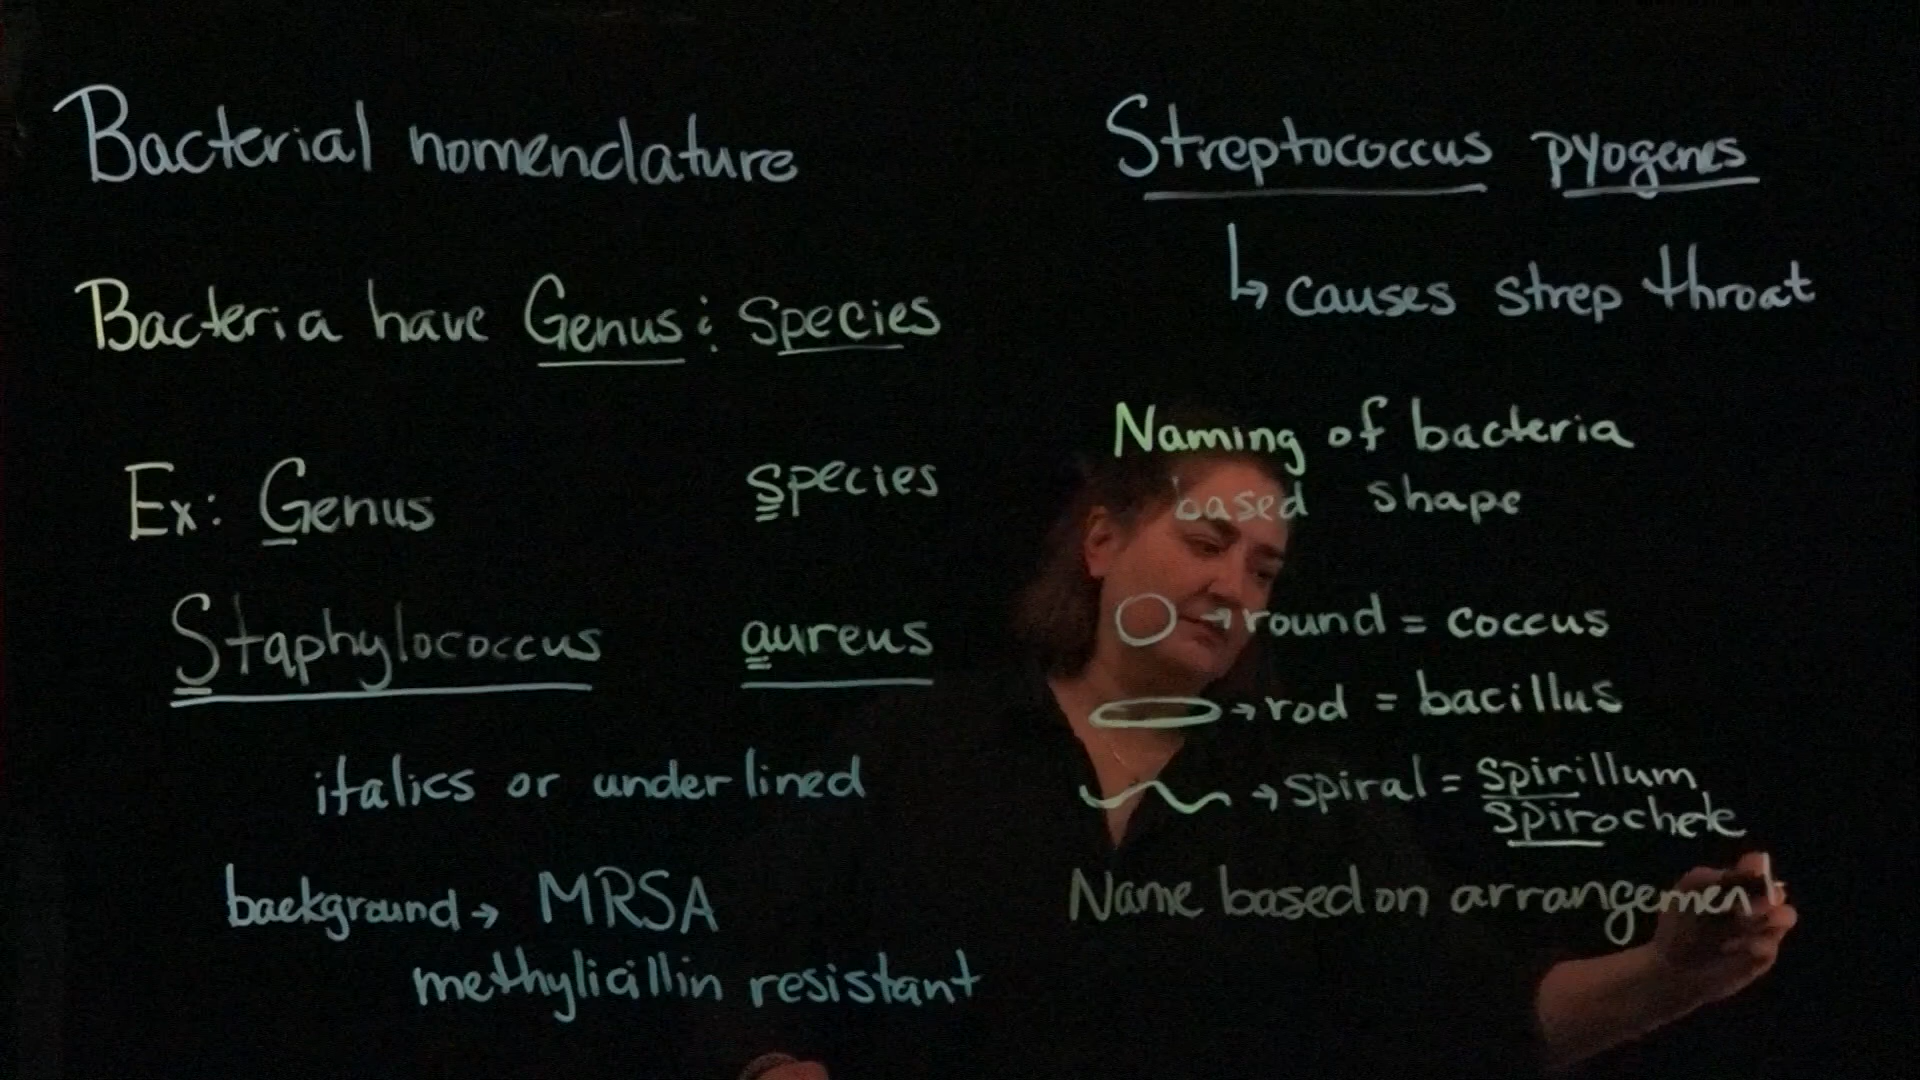 Bacterial nomenclature
Bacteria have Genus & Species
Ex: Genus species
Staphylococcus aureus
italics or underlined
background → MRSA
methylicillin resistant
Streptococcus pyogenes
↳ causes strep throat
Naming of bacteria
based shape
→ round = coccus
→ rod = bacillus
→ spiral = spirillum
spirochete
Name based on arrangement